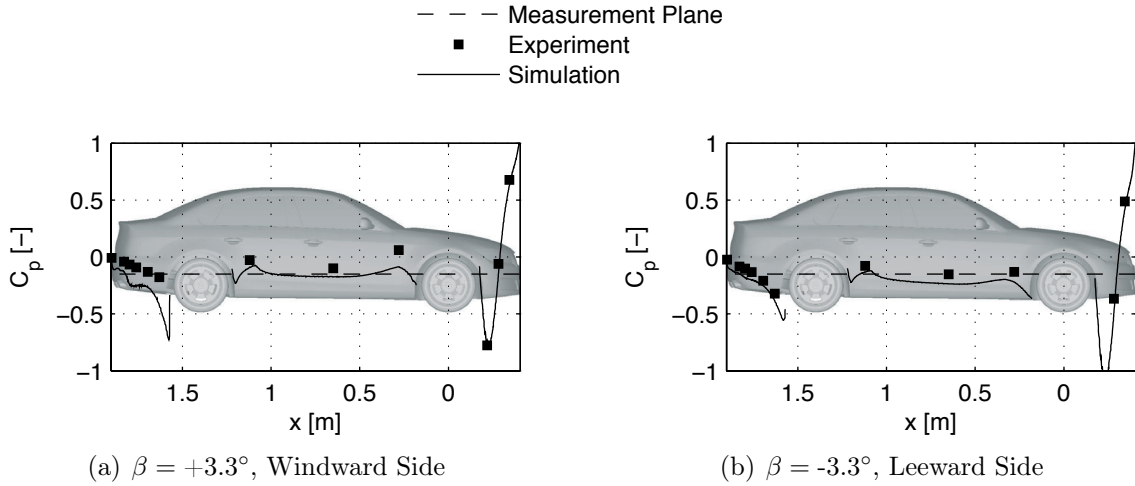 Measurement Plane
Experiment
Simulation
1
0.5
0
−0.5
−1
C_p [−]
1.5 1 0.5 0
x [m]
(a) β = +3.3°, Windward Side
1
0.5
0
−0.5
−1
C_p [−]
1.5 1 0.5 0
x [m]
(b) β = -3.3°, Leeward Side